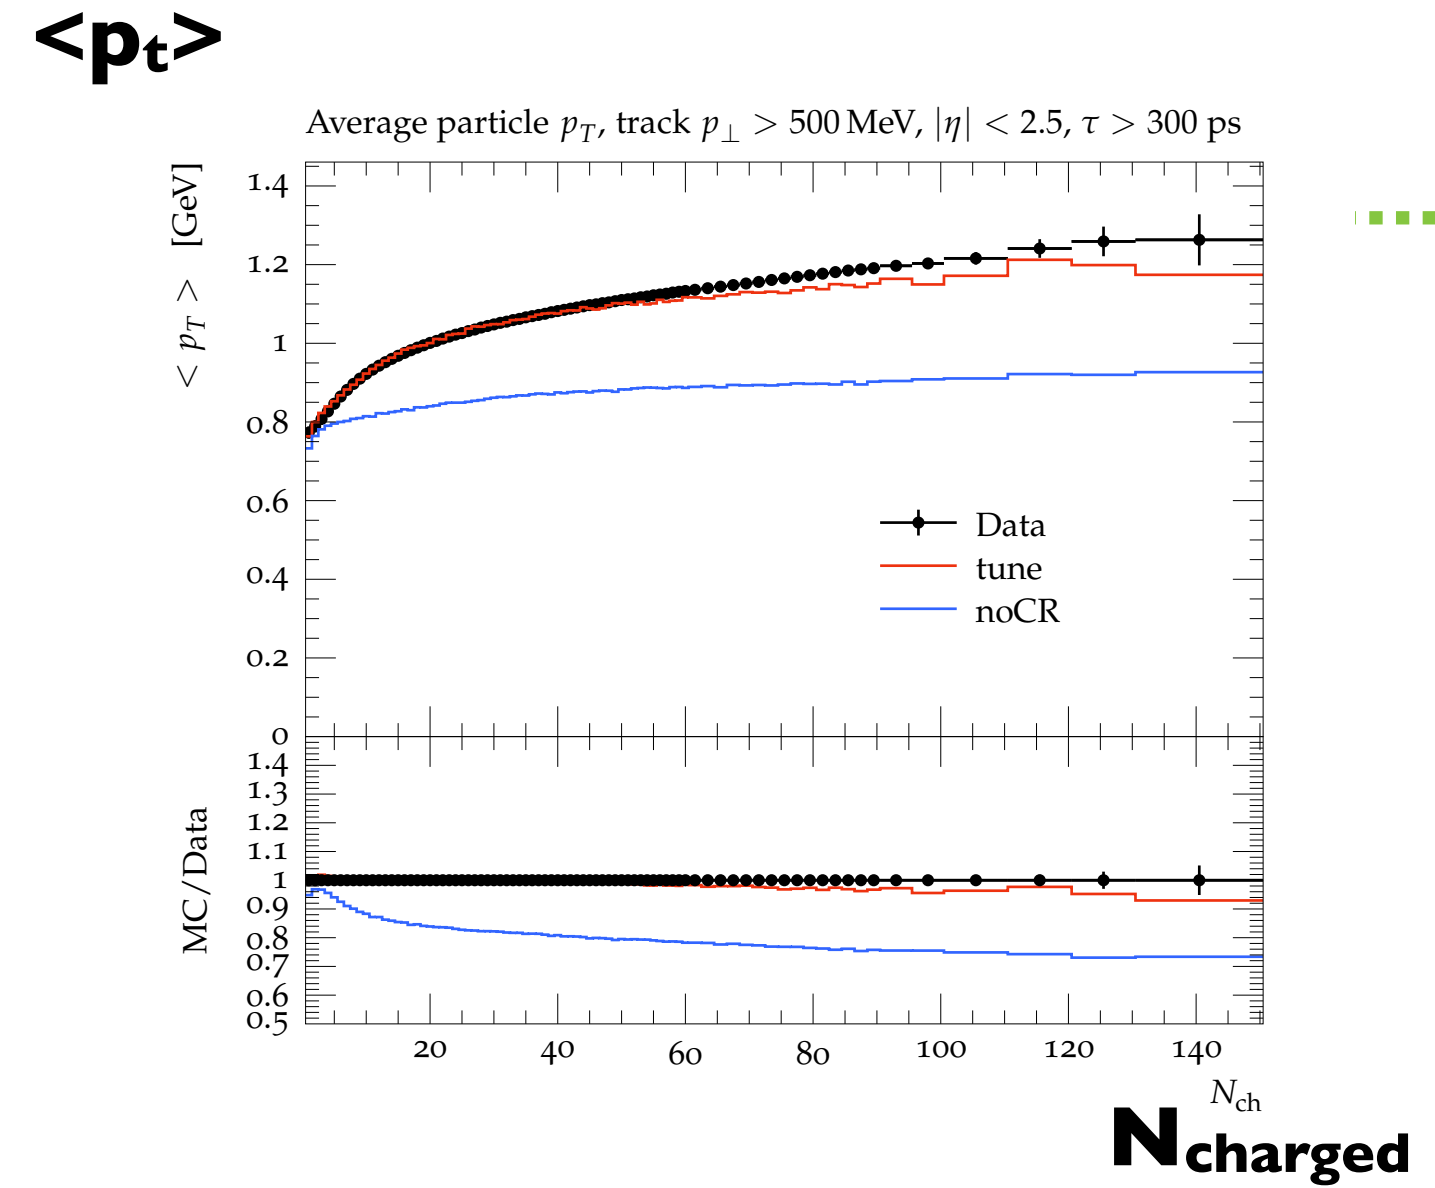 <pt>
Average particle pT, track p⊥ > 500 MeV, |η| < 2.5, τ > 300 ps
< pT > [GeV]
1.4
1.2
1
0.8
0.6
0.4
0.2
0
Data
tune
noCR
MC/Data
1.4
1.3
1.2
1.1
1
0.9
0.8
0.7
0.6
0.5
20 40 60 80 100 120 140
Nch
Ncharged